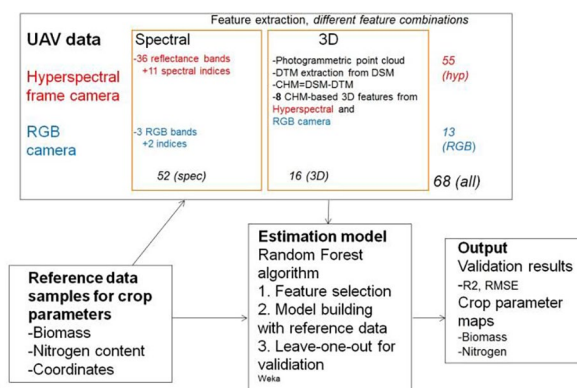 Feature extraction, different feature combinations
UAV data
Hyperspectral
frame camera
RGB
camera
Spectral
-36 reflectance bands
+11 spectral indices
-3 RGB bands
+2 indices
52 (spec)
3D
-Photogrammetric point cloud
-DTM extraction from DSM
-CHM=DSM-DTM
-8 CHM-based 3D features from
Hyperspectral and
RGB camera
16 (3D)
55
(hyp)
13
(RGB)
68 (all)
Reference data
samples for crop
parameters
-Biomass
-Nitrogen content
-Coordinates
Estimation model
Random Forest
algorithm
1. Feature selection
2. Model building
with reference data
3. Leave-one-out for
validiation
Weka
Output
Validation results
-R2, RMSE
Crop parameter
maps
-Biomass
-Nitrogen